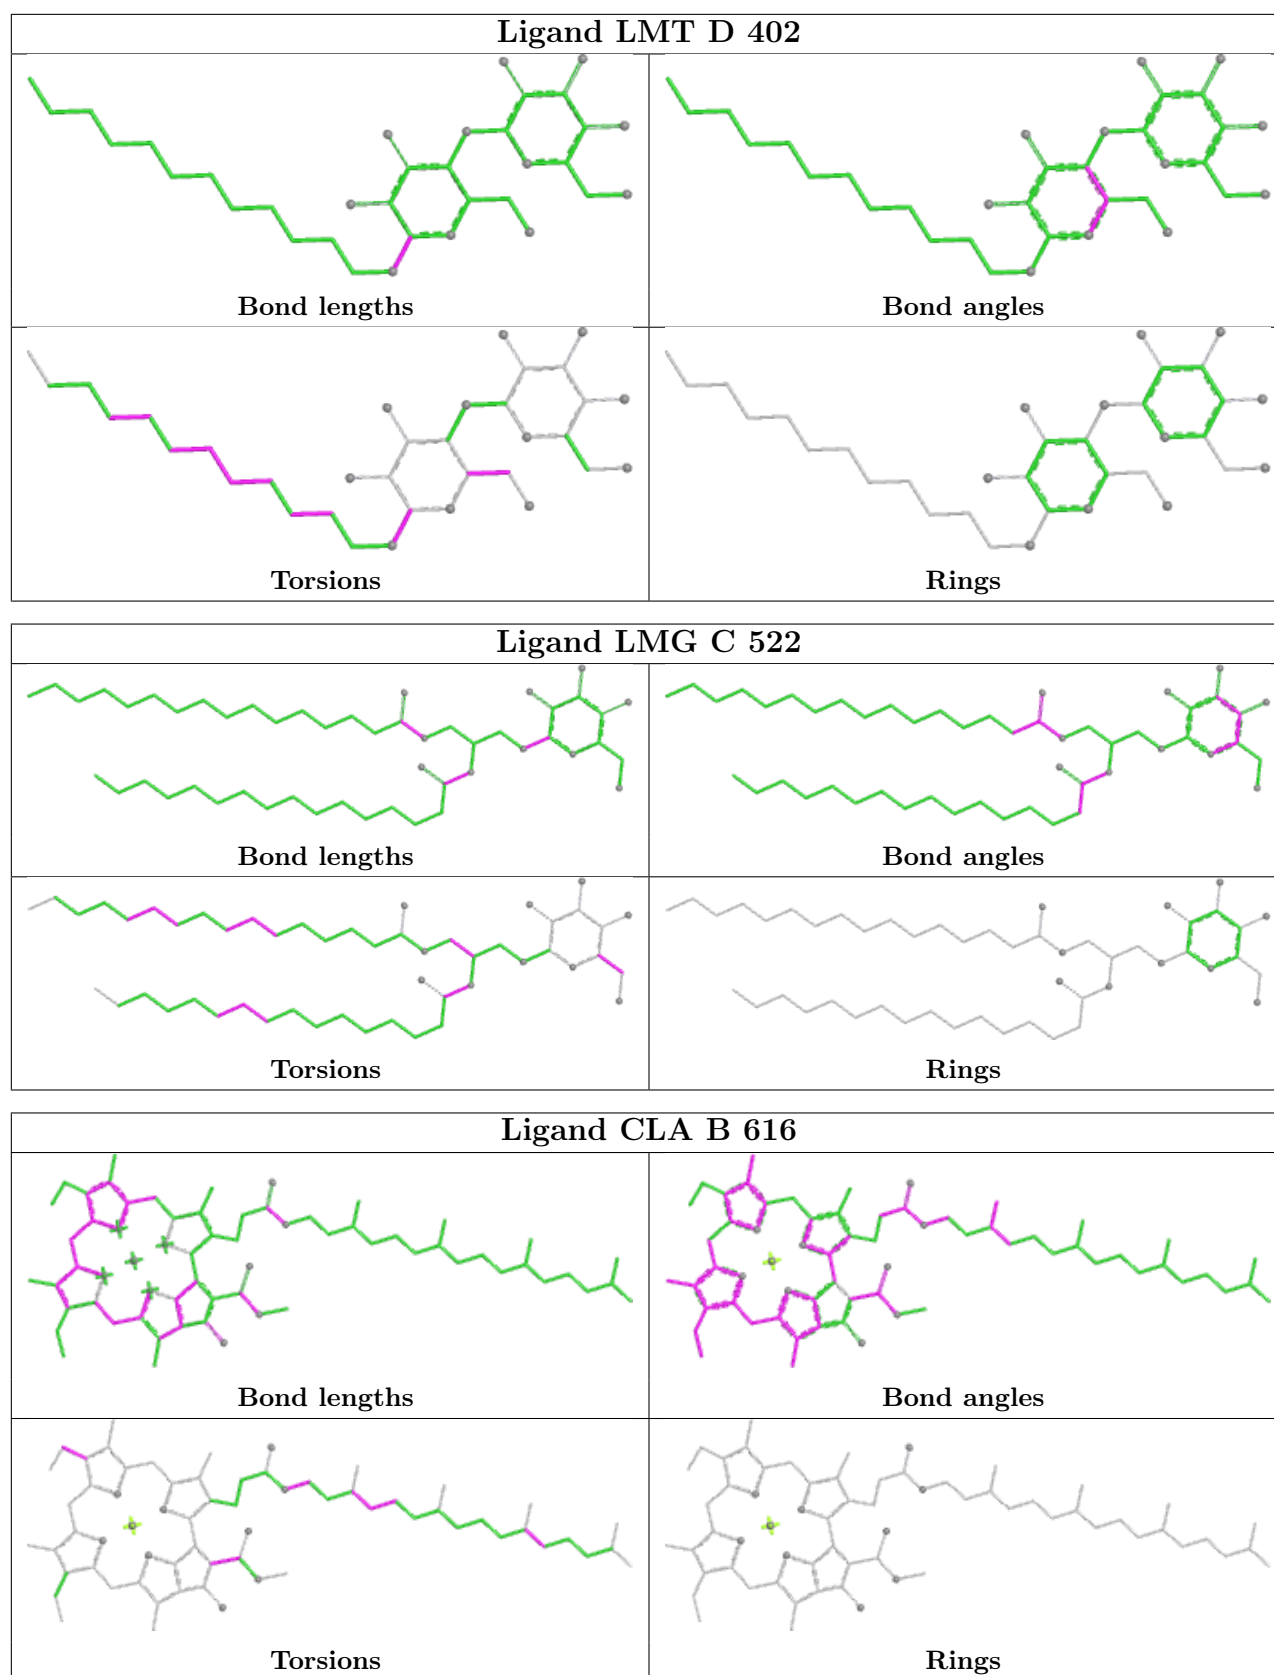 Ligand LMT D 402
Bond lengths
Bond angles
Torsions
Rings
Ligand LMG C 522
Bond lengths
Bond angles
Torsions
Rings
Ligand CLA B 616
Bond lengths
Bond angles
Torsions
Rings